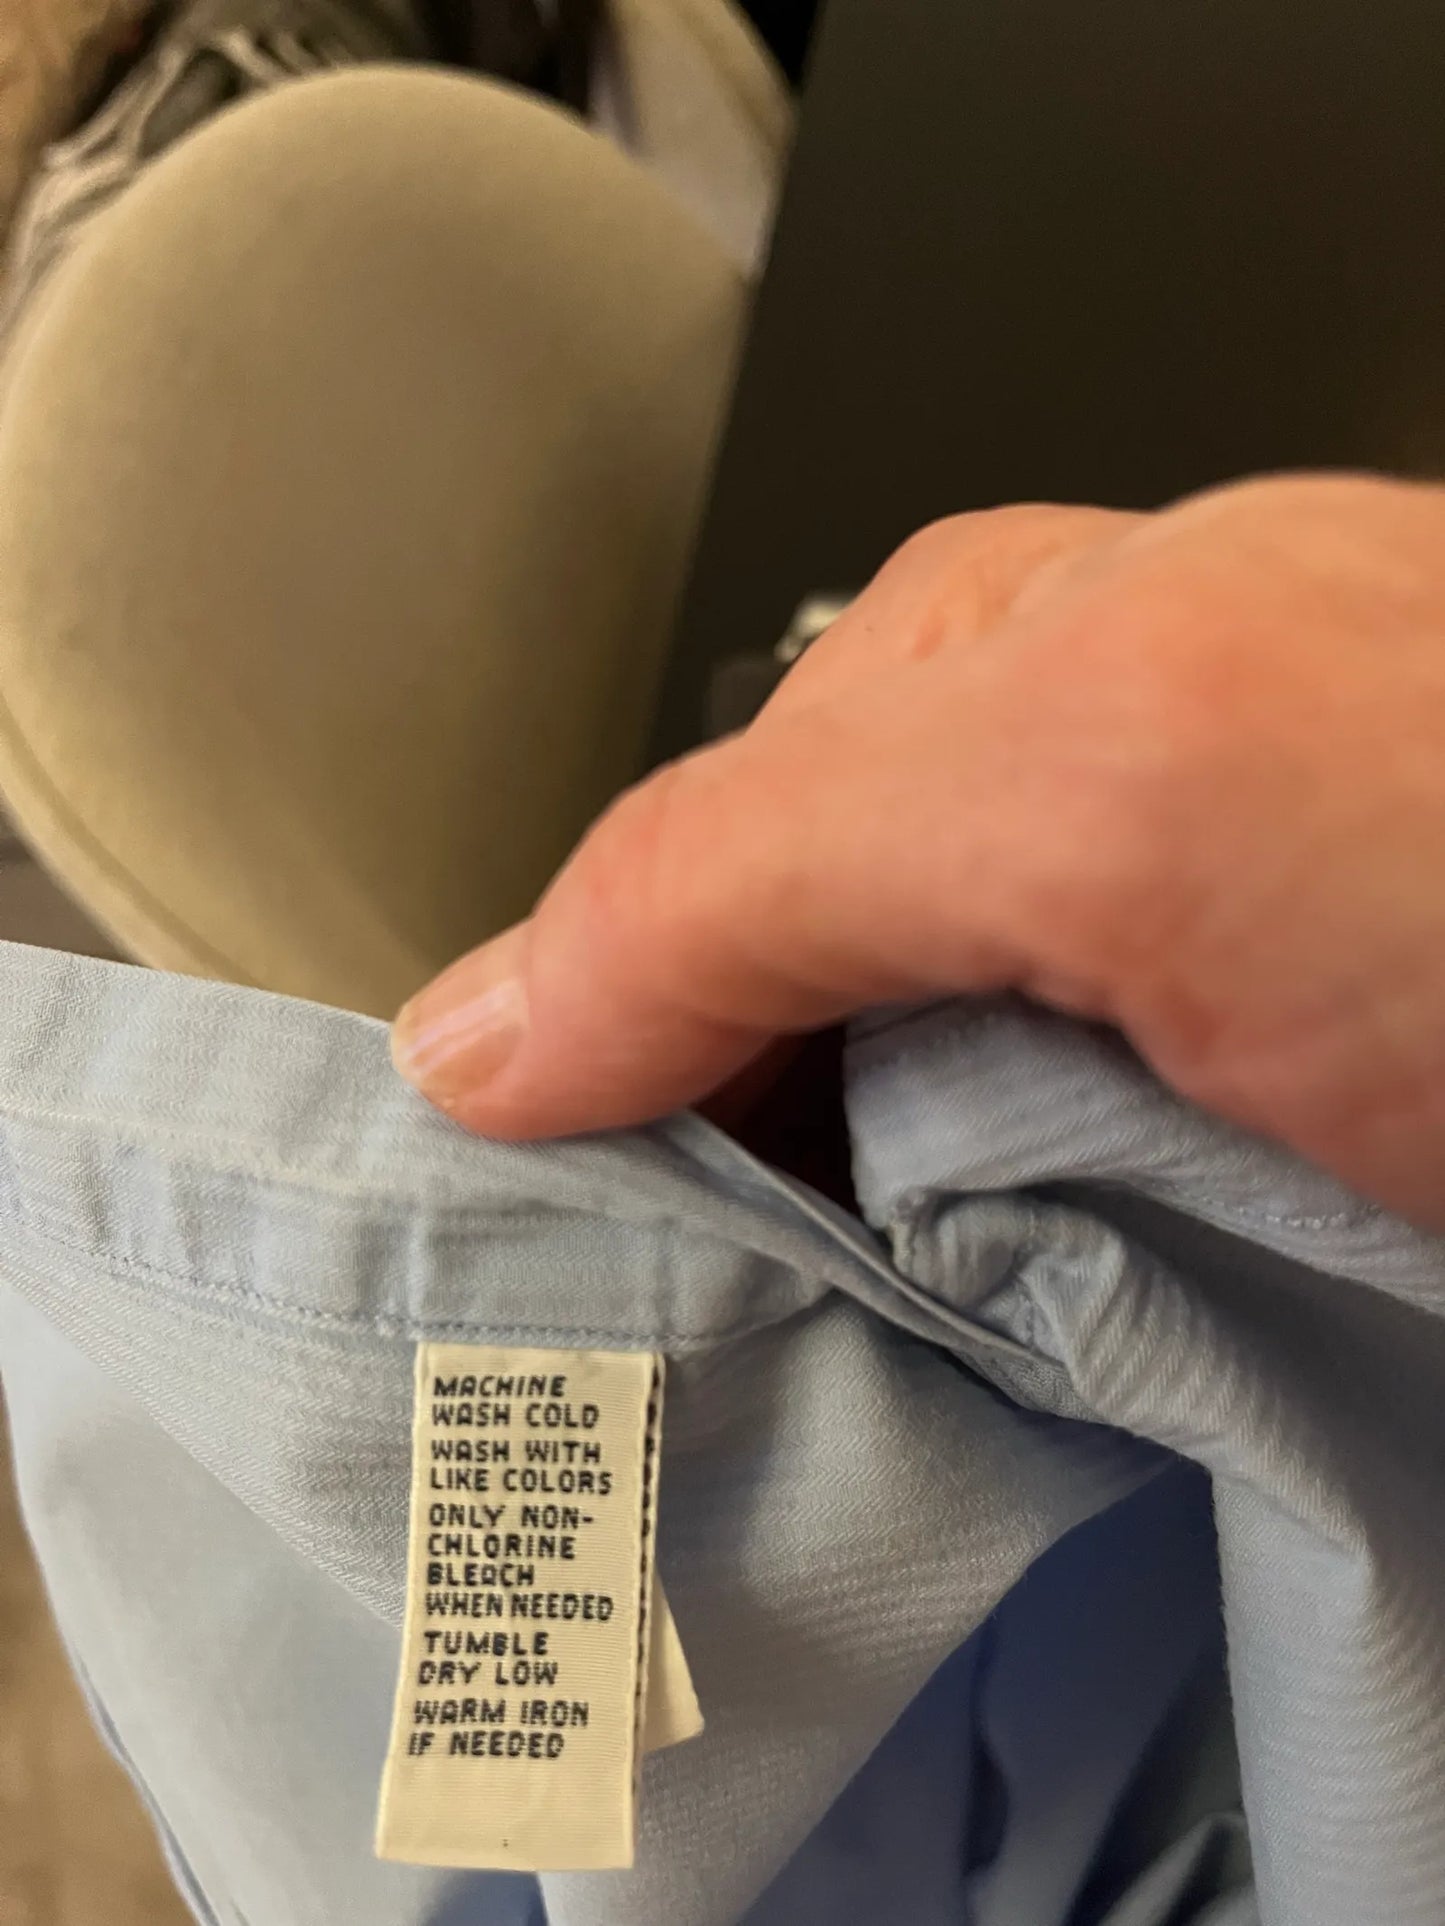 MACHINE
WASH COLD
WASH WITH
LIKE COLORS
ONLY NON-
CHLORINE
BLEACH
WHEN NEEDED
TUMBLE
DRY LOW
WARM IRON
IF NEEDED